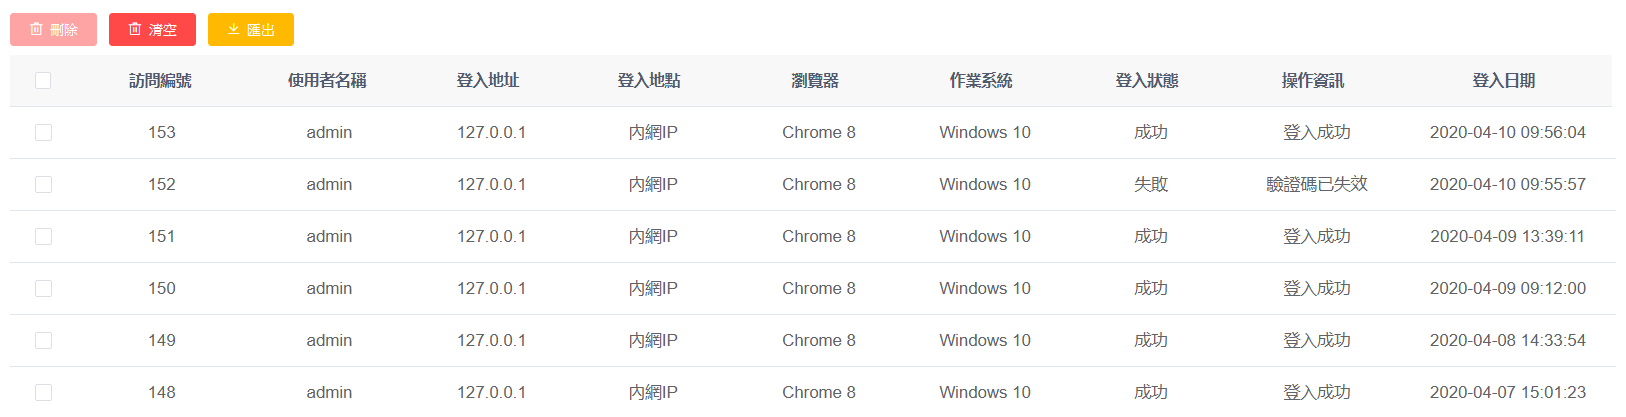 刪除 清空 匯出
訪問編號 使用者名稱 登入地址 登入地點 瀏覽器 作業系統 登入狀態 操作資訊 登入日期
153 admin 127.0.0.1 内網IP Chrome 8 Windows 10 成功 登入成功 2020-04-10 09:56:04
152 admin 127.0.0.1 内網IP Chrome 8 Windows 10 失敗 驗證碼已失效 2020-04-10 09:55:57
151 admin 127.0.0.1 内網IP Chrome 8 Windows 10 成功 登入成功 2020-04-09 13:39:11
150 admin 127.0.0.1 内網IP Chrome 8 Windows 10 成功 登入成功 2020-04-09 09:12:00
149 admin 127.0.0.1 内網IP Chrome 8 Windows 10 成功 登入成功 2020-04-08 14:33:54
148 admin 127.0.0.1 内網IP Chrome 8 Windows 10 成功 登入成功 2020-04-07 15:01:23